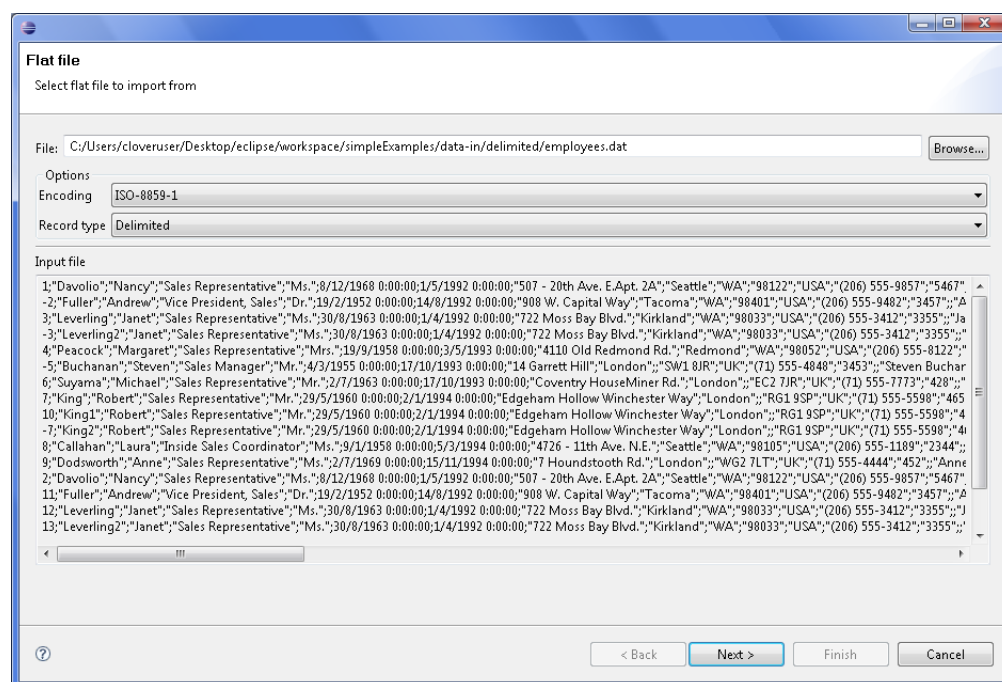 Flat file
Select flat file to import from
File: C:/Users/cloveruser/Desktop/eclipse/workspace/simpleExamples/data-in/delimited/employees.dat Browse...
Options
Encoding ISO-8859-1
Record type Delimited
Input file
1;"Davolio";"Nancy";"Sales Representative";"Ms.";8/12/1968 0:00:00;1/5/1992 0:00:00;"507 - 20th Ave. E.Apt. 2A";"Seattle";"WA";"98122";"USA";"(206) 555-9857";"5467"
-2;"Fuller";"Andrew";"Vice President, Sales";"Dr.";19/2/1952 0:00:00;14/8/1992 0:00:00;"908 W. Capital Way";"Tacoma";"WA";"98401";"USA";"(206) 555-9482";"3457";;"A
3;"Leverling";"Janet";"Sales Representative";"Ms.";30/8/1963 0:00:00;1/4/1992 0:00:00;"722 Moss Bay Blvd.";"Kirkland";"WA";"98033";"USA";"(206) 555-3412";"3355";;"Ja
-3;"Leverling2";"Janet";"Sales Representative";"Ms.";30/8/1963 0:00:00;1/4/1992 0:00:00;"722 Moss Bay Blvd.";"Kirkland";"WA";"98033";"USA";"(206) 555-3412";"3355";;"
4;"Peacock";"Margaret";"Sales Representative";"Mrs.";19/9/1958 0:00:00;3/5/1993 0:00:00;"4110 Old Redmond Rd.";"Redmond";"WA";"98052";"USA";"(206) 555-8122";"
-5;"Buchanan";"Steven";"Sales Manager";"Mr.";4/3/1955 0:00:00;17/10/1993 0:00:00;"14 Garrett Hill";"London";;"SW1 8JR";"UK";"(71) 555-4848";"3453";;"Steven Buchar
6;"Suyama";"Michael";"Sales Representative";"Mr.";2/7/1963 0:00:00;17/10/1993 0:00:00;"Coventry HouseMiner Rd.";"London";;"EC2 7JR";"UK";"(71) 555-7773";"428";;"
7;"King";"Robert";"Sales Representative";"Mr.";29/5/1960 0:00:00;2/1/1994 0:00:00;"Edgeham Hollow Winchester Way";"London";;"RG1 9SP";"UK";"(71) 555-5598";"465
10;"King1";"Robert";"Sales Representative";"Mr.";29/5/1960 0:00:00;2/1/1994 0:00:00;"Edgeham Hollow Winchester Way";"London";;"RG1 9SP";"UK";"(71) 555-5598";"4
-7;"King2";"Robert";"Sales Representative";"Mr.";29/5/1960 0:00:00;2/1/1994 0:00:00;"Edgeham Hollow Winchester Way";"London";;"RG1 9SP";"UK";"(71) 555-5598";"4
8;"Callahan";"Laura";"Inside Sales Coordinator";"Ms.";9/1/1958 0:00:00;5/3/1994 0:00:00;"4726 - 11th Ave. N.E.";"Seattle";"WA";"98105";"USA";"(206) 555-1189";"2344";;
9;"Dodsworth";"Anne";"Sales Representative";"Ms.";2/7/1969 0:00:00;15/11/1994 0:00:00;"7 Houndstooth Rd.";"London";;"WG2 7LT";"UK";"(71) 555-4444";"452";;"Anne
2;"Davolio";"Nancy";"Sales Representative";"Ms.";8/12/1968 0:00:00;1/5/1992 0:00:00;"507 - 20th Ave. E.Apt. 2A";"Seattle";"WA";"98122";"USA";"(206) 555-9857";"5467"
11;"Fuller";"Andrew";"Vice President, Sales";"Dr.";19/2/1952 0:00:00;14/8/1992 0:00:00;"908 W. Capital Way";"Tacoma";"WA";"98401";"USA";"(206) 555-9482";"3457";;"A
12;"Leverling";"Janet";"Sales Representative";"Ms.";30/8/1963 0:00:00;1/4/1992 0:00:00;"722 Moss Bay Blvd.";"Kirkland";"WA";"98033";"USA";"(206) 555-3412";"3355";;"J
13;"Leverling2";"Janet";"Sales Representative";"Ms.";30/8/1963 0:00:00;1/4/1992 0:00:00;"722 Moss Bay Blvd.";"Kirkland";"WA";"98033";"USA";"(206) 555-3412";"3355";;"
< Back Next > Finish Cancel